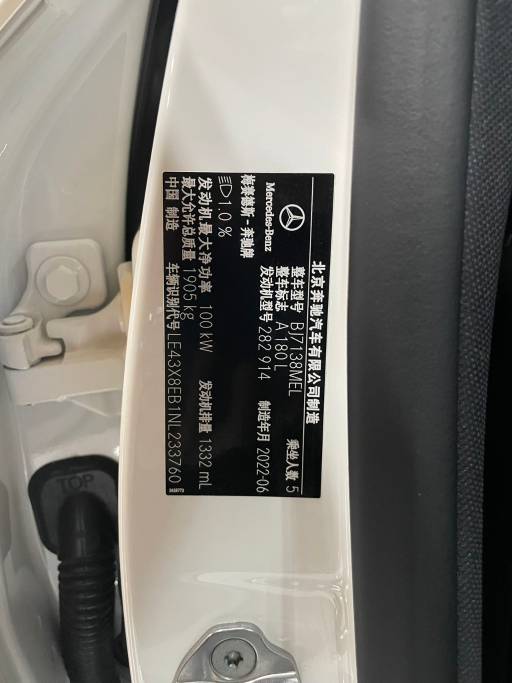 北京奔驰汽车有限公司制造
整车型号 BJ7138MEL 乘坐人数 5
整车标志 A 180 L
Mercedes-Benz 发动机型号 282 914 制造年月 2022-06
梅赛德斯-奔驰牌
1.0 %
发动机最大净功率 100 kW 发动机排量 1332 mL
最大允许总质量 1905 kg
中国 制造 车辆识别代号 LE43X8EB1NL233760
TOP